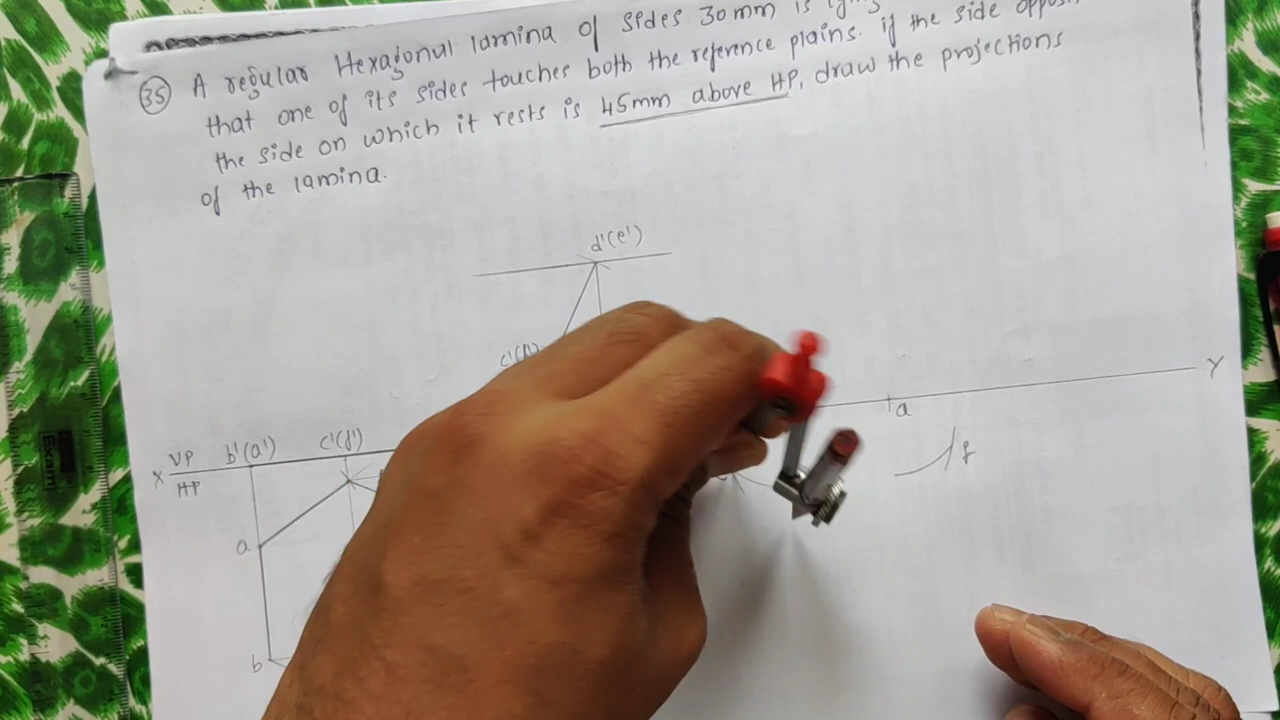 35 A regular Hexagonal lamina of sides 30mm is
that one of its sides touches both the reference plains. if the side
the side on which it rests is 45mm above HP, draw the projections
of the lamina.
d'(e')
X VP b'(a') c'(f') Y
HP
a
a
f
b